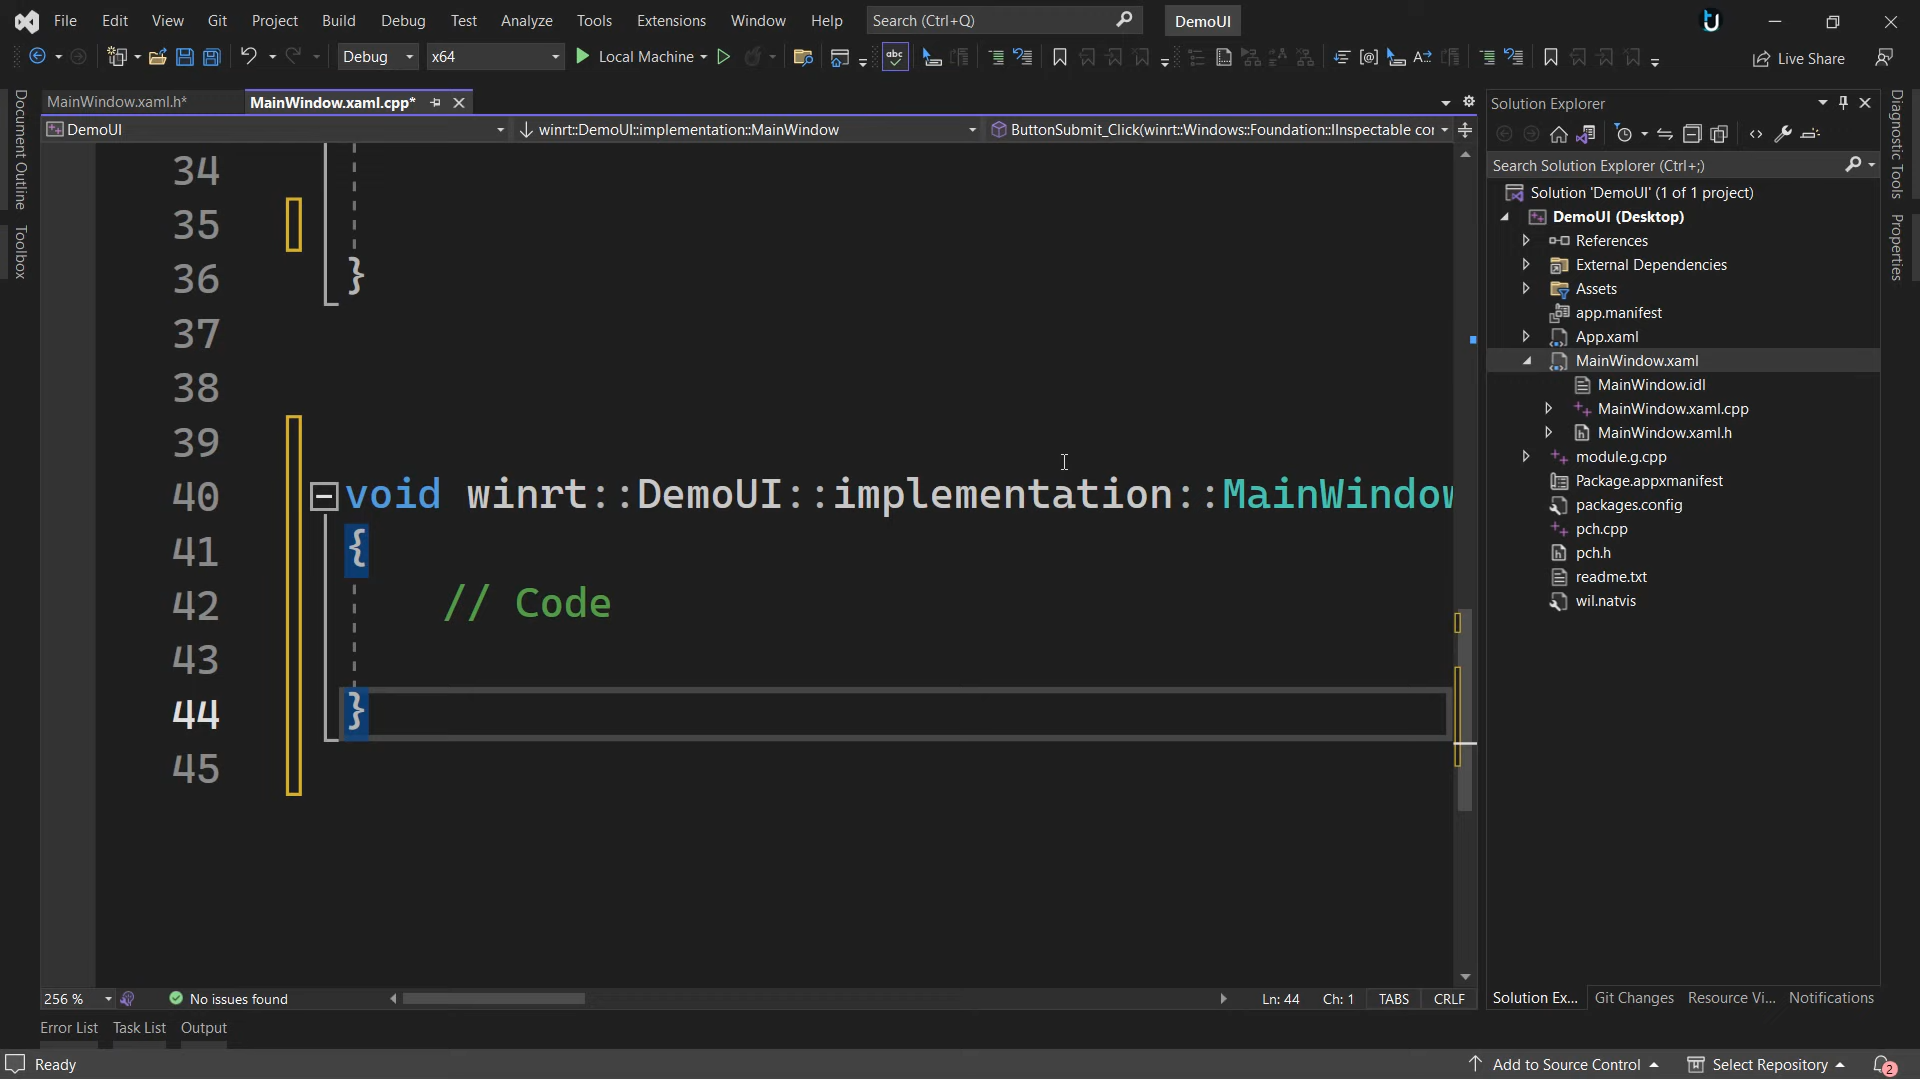 File Edit View Git Project Build Debug Test Analyze Tools Extensions Window Help Search (Ctrl+Q) DemoUI
Debug x64 Local Machine abc Live Share
MainWindow.xaml.h* MainWindow.xaml.cpp*
DemoUI winrt::DemoUI::implementation::MainWindow ButtonSubmit_Click(winrt::Windows::Foundation::IInspectable cor
Document Outline
Toolbox
34
35
36 }
37
38
39
40 void winrt::DemoUI::implementation::MainWindow
41 {
42 // Code
43
44 }
45
256 % No issues found Ln: 44 Ch: 1 TABS CRLF
Solution Explorer
Search Solution Explorer (Ctrl+;)
Solution 'DemoUI' (1 of 1 project)
DemoUI (Desktop)
References
External Dependencies
Assets
app.manifest
App.xaml
MainWindow.xaml
MainWindow.idl
MainWindow.xaml.cpp
MainWindow.xaml.h
module.g.cpp
Package.appxmanifest
packages.config
pch.cpp
pch.h
readme.txt
wil.natvis
Solution Ex... Git Changes Resource Vi... Notifications
Diagnostic Tools
Properties
Error List Task List Output
Ready Add to Source Control Select Repository 2